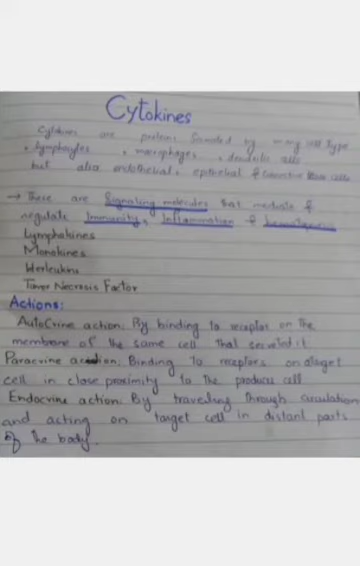 Cytokines
Cytokines are proteins Secreted by many cell Type
• lymphocytes • macrophages, • dendritic cells
but also endothelial, epithelial & Connective tissue cells
→ These are Signaling molecules that mediate &
regulate Immunity, Inflammation &
Lymphokines
Monokines
Interleukins
Tumor Necrosis Factor
Actions:
Autocrine action: By binding to receptor on the
membrane of the same cell that secreted it
Paracrine action: Binding to receptors on a target
cell in close proximity to the producer cell
Endocrine action: By traveling through circulation
and acting on target cell in distant parts
of the body.